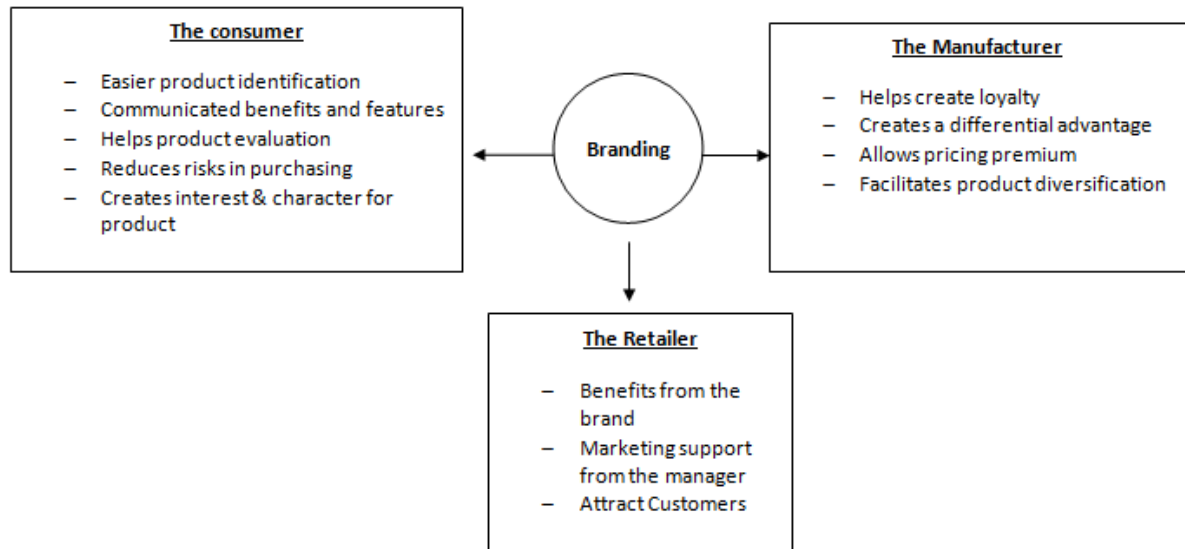 The consumer
– Easier product identification
– Communicated benefits and features
– Helps product evaluation
– Reduces risks in purchasing
– Creates interest & character for
product
Branding
The Manufacturer
– Helps create loyalty
– Creates a differential advantage
– Allows pricing premium
– Facilitates product diversification
The Retailer
– Benefits from the
brand
– Marketing support
from the manager
– Attract Customers